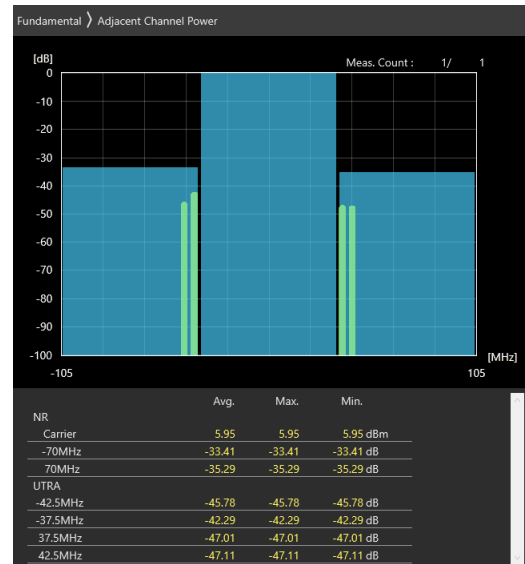 Fundamental ❭ Adjacent Channel Power
[dB]
Meas. Count : 1/ 1
0
-10
-20
-30
-40
-50
-60
-70
-80
-90
-100
[MHz]
-105 105
Avg. Max. Min.
NR
Carrier 5.95 5.95 5.95 dBm
-70MHz -33.41 -33.41 -33.41 dB
70MHz -35.29 -35.29 -35.29 dB
UTRA
-42.5MHz -45.78 -45.78 -45.78 dB
-37.5MHz -42.29 -42.29 -42.29 dB
37.5MHz -47.01 -47.01 -47.01 dB
42.5MHz -47.11 -47.11 -47.11 dB